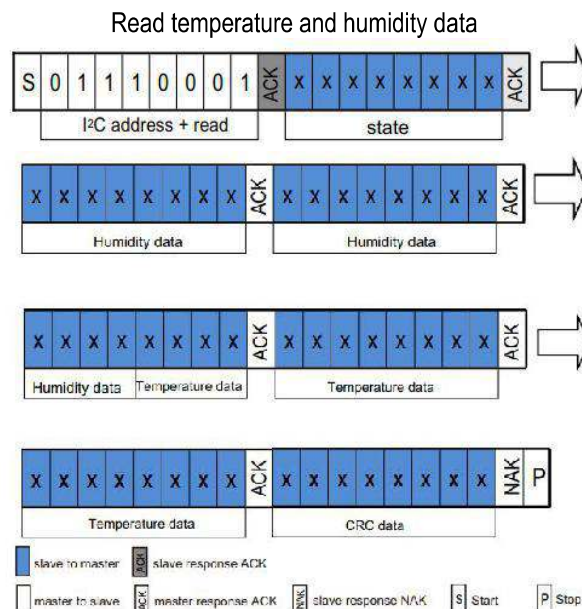 Read temperature and humidity data
S 0 1 1 1 0 0 0 1 ACK X X X X X X X X ACK
I²C address + read state
X X X X X X X X ACK X X X X X X X X ACK
Humidity data Humidity data
X X X X X X X X ACK X X X X X X X X ACK
Humidity data Temperature data Temperature data
X X X X X X X X ACK X X X X X X X X NAK P
Temperature data CRC data
slave to master ACK slave response ACK
master to slave ACK master response ACK NAK slave response NAK S Start P Stop